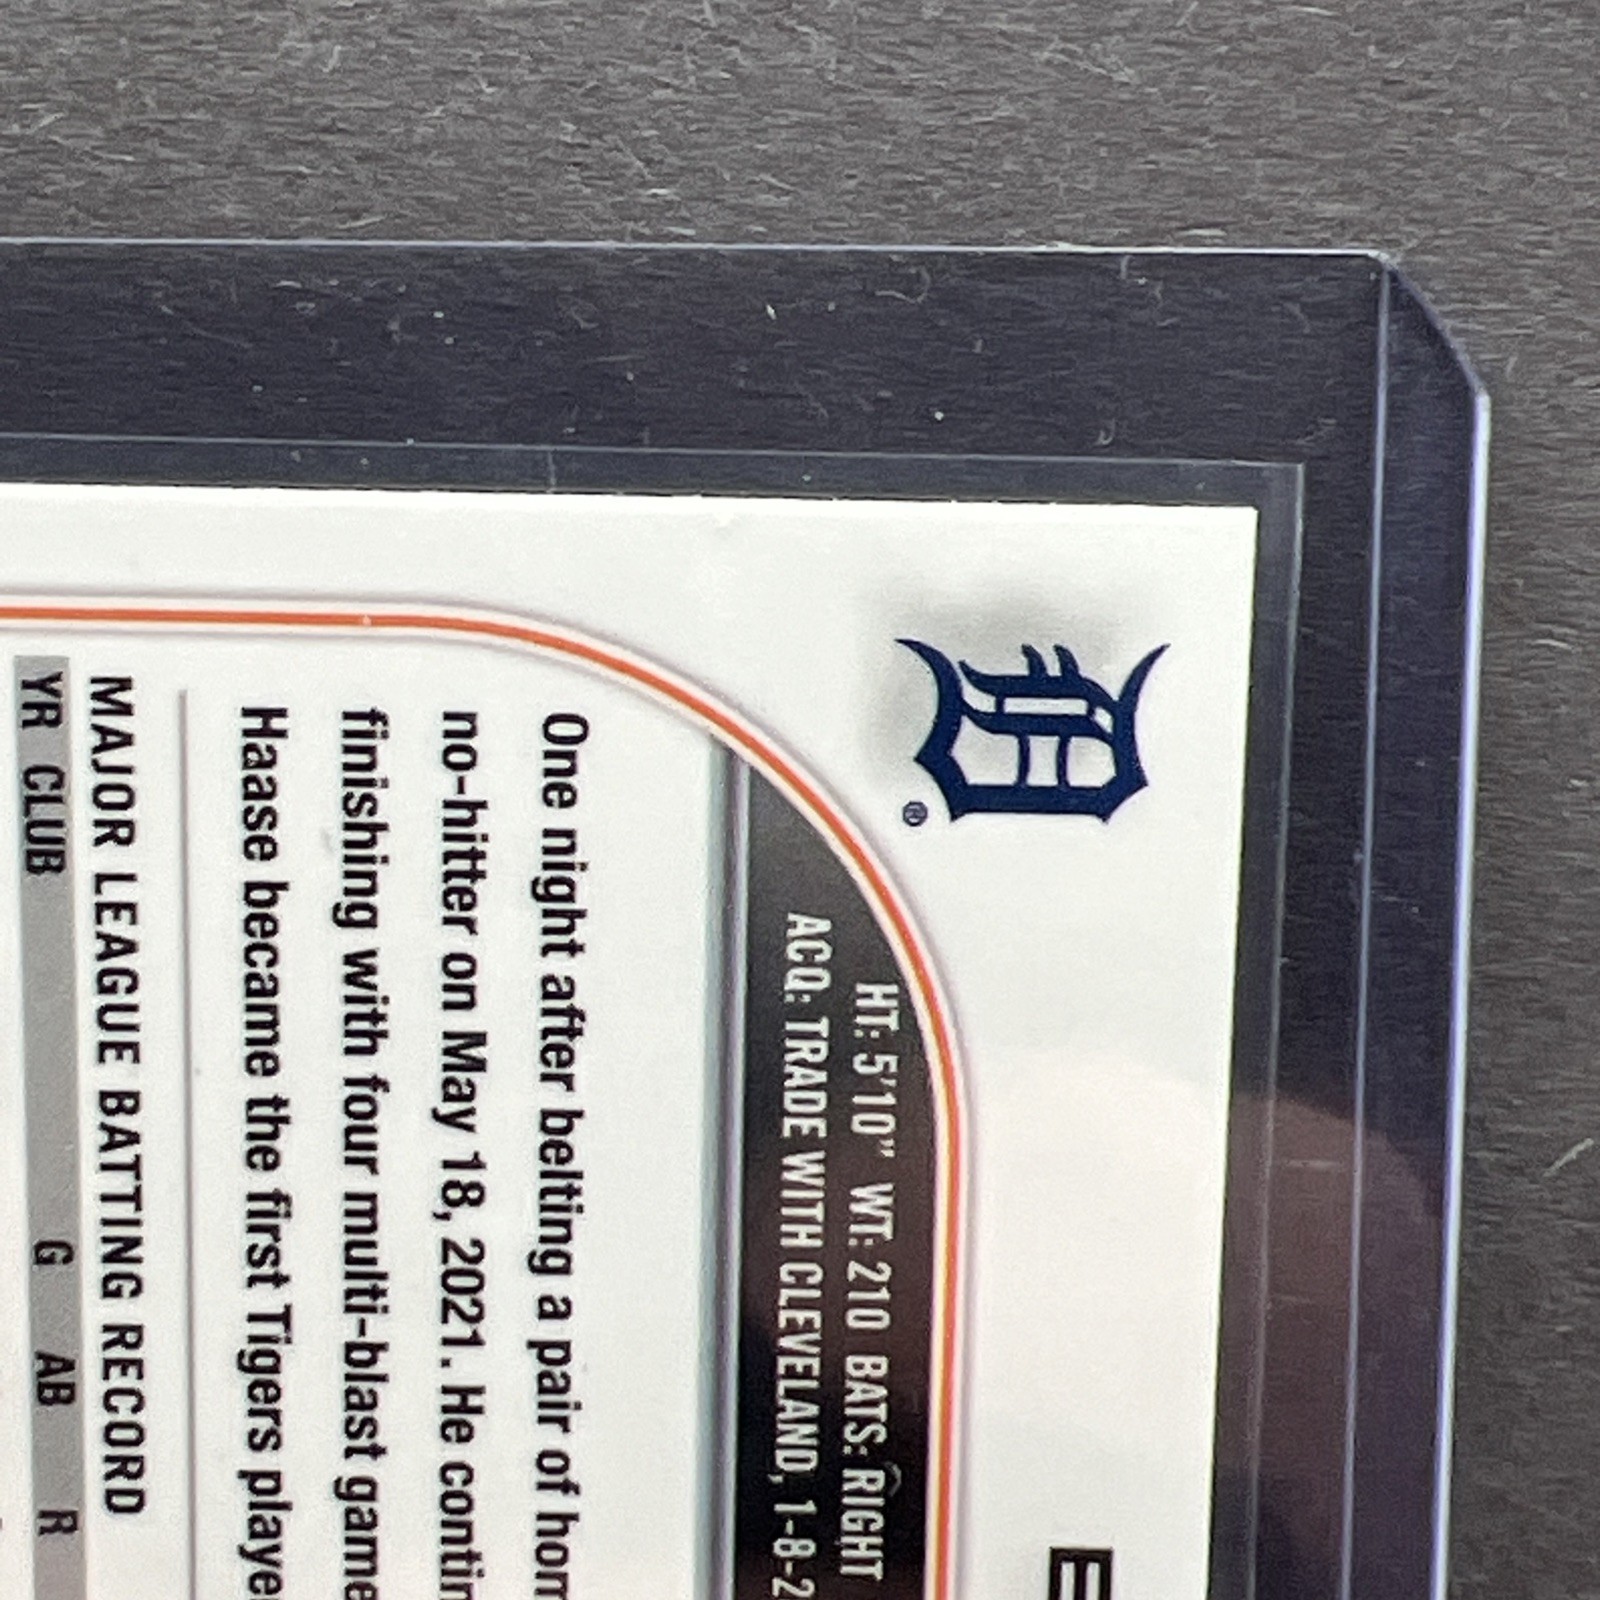 HT: 5'10" WT: 210 BATS: RIGHT
ACQ: TRADE WITH CLEVELAND, 1-8-2
One night after belting a pair of hom
no-hitter on May 18, 2021. He contin
finishing with four multi-blast game
Haase became the first Tigers playe
MAJOR LEAGUE BATTING RECORD
YR CLUB G AB R